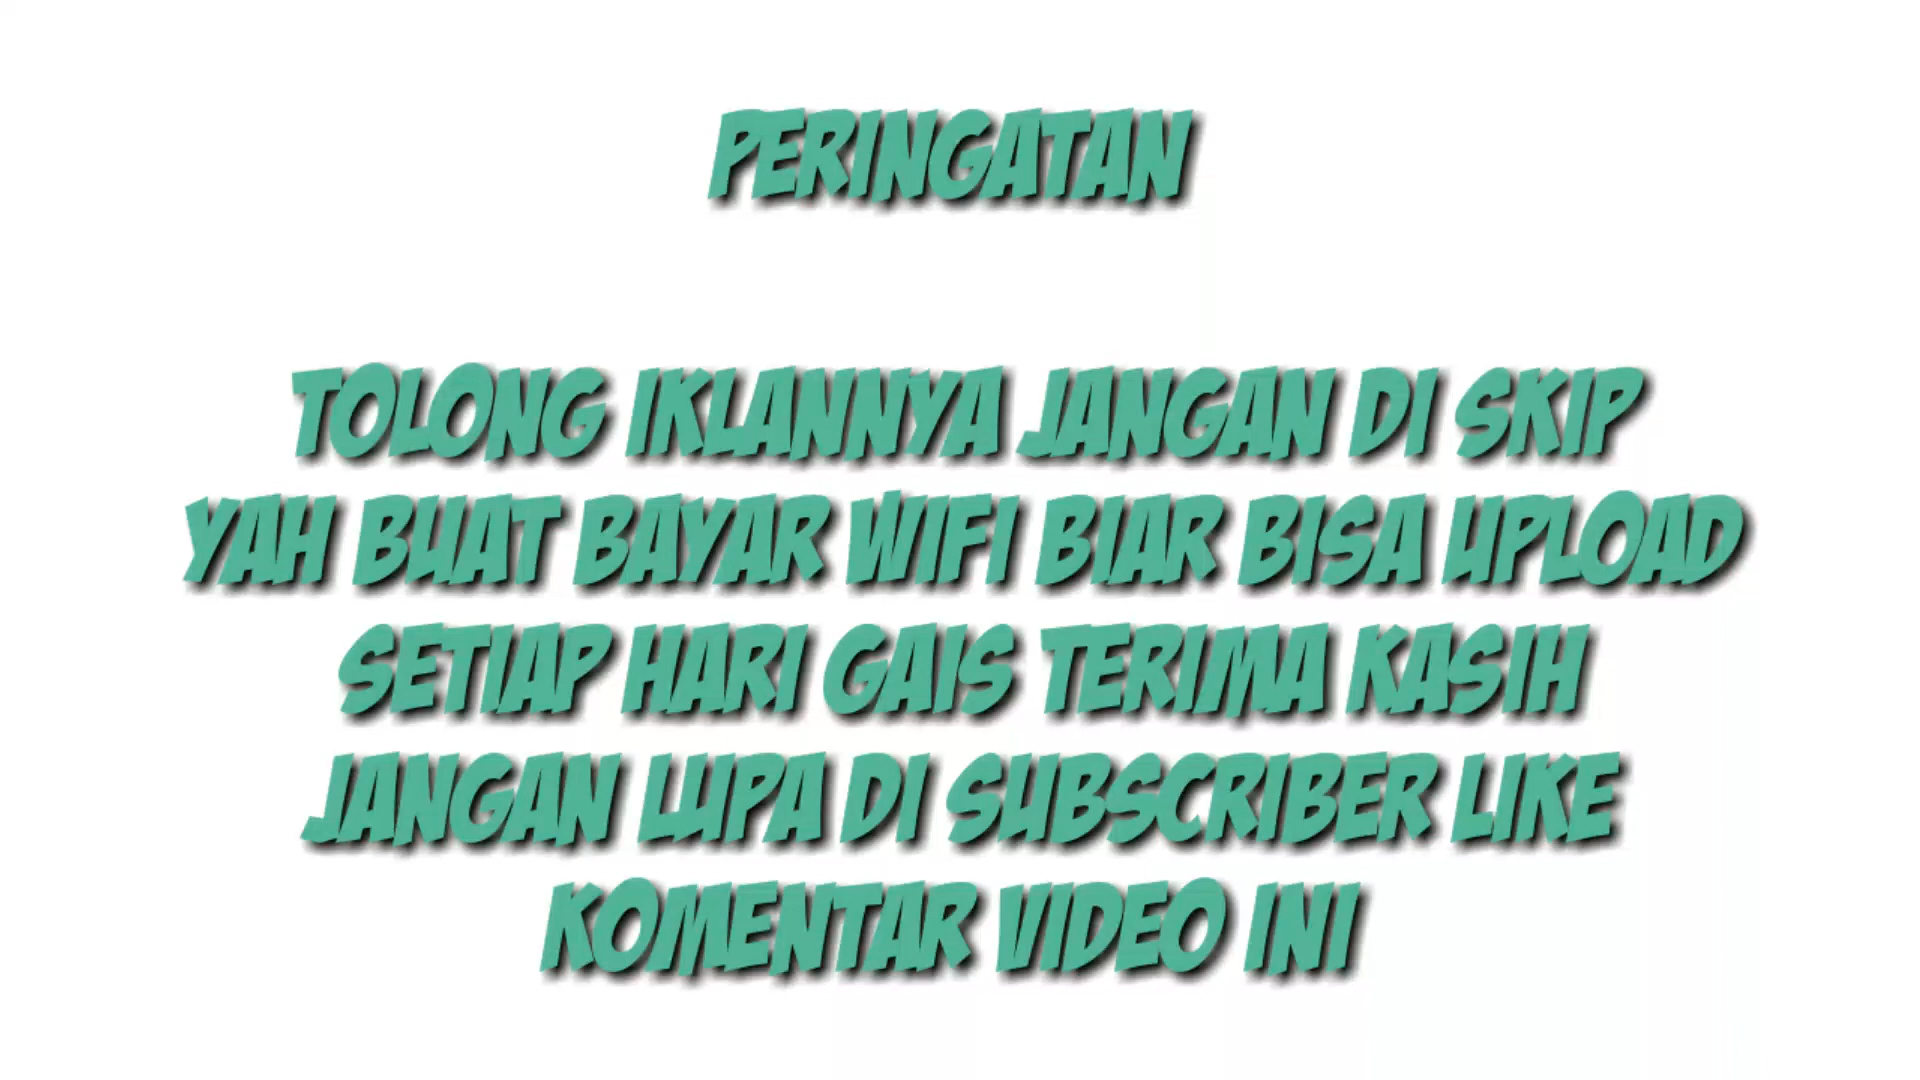 PERINGATAN
TOLONG IKLANNYA JANGAN DI SKIP
YAH BUAT BAYAR WIFI BIAR BISA UPLOAD
SETIAP HARI GAIS TERIMA KASIH
JANGAN LUPA DI SUBSCRIBER LIKE
KOMENTAR VIDEO INI